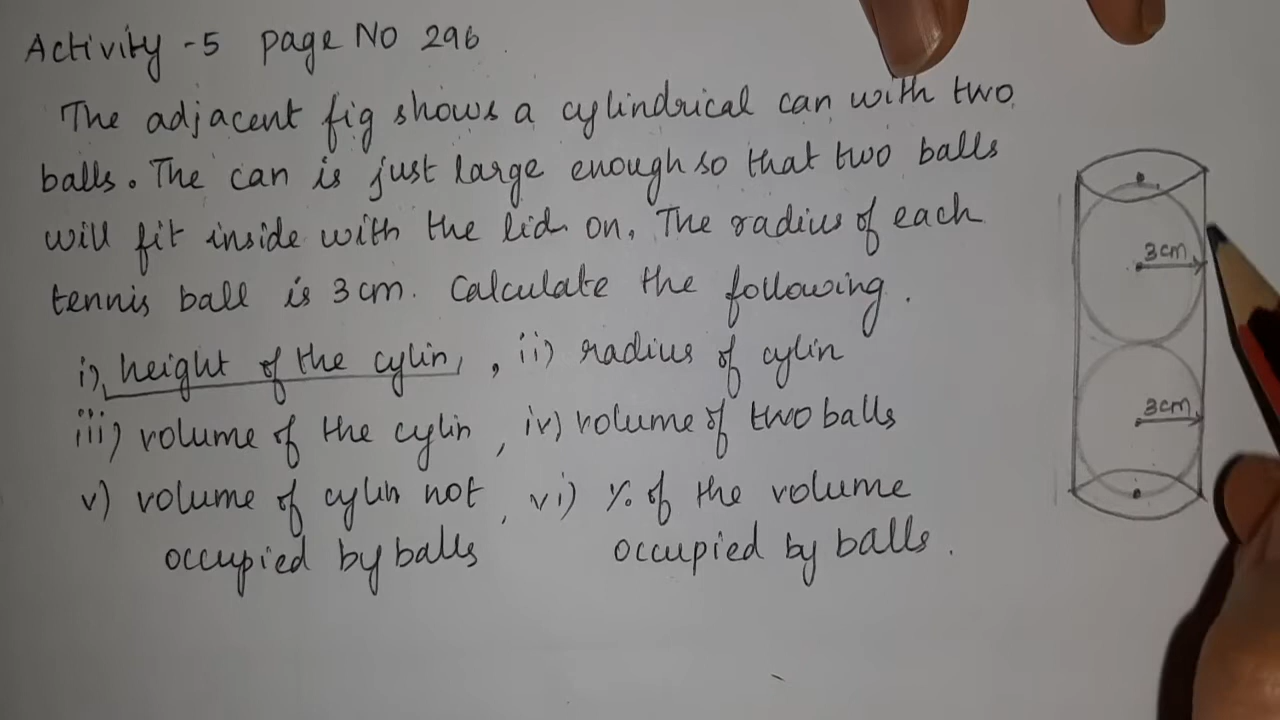 Activity -5 page No 296
The adjacent fig shows a cylindrical can with two
balls. The can is just large enough so that two balls
will fit inside with the lid on. The radius of each
tennis ball is 3 cm. Calculate the following.
i) height of the cylin, ii) radius of cylin
iii) volume of the cylin, iv) volume of two balls
v) volume of cylin not, vi) % of the volume
occupied by balls occupied by balls.
3cm
3cm